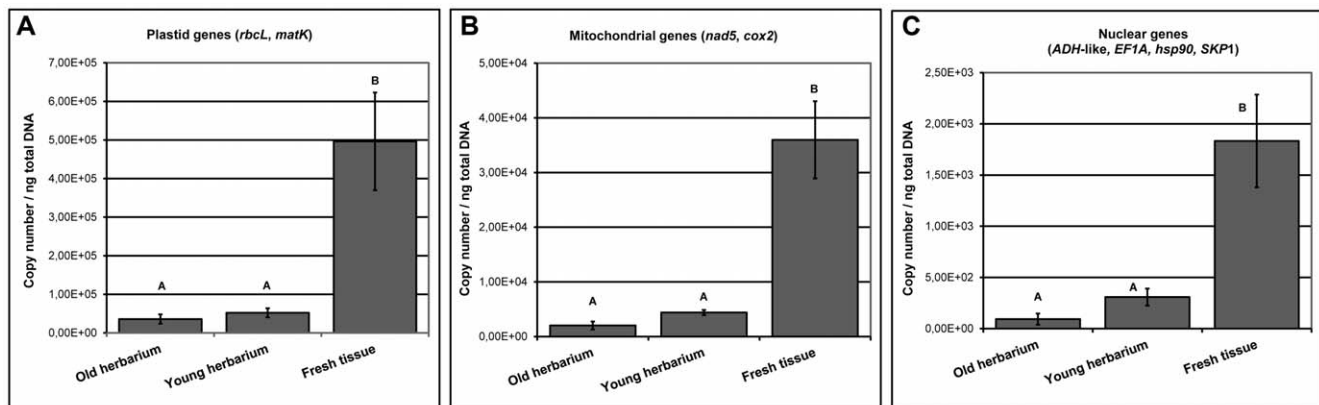 A
Plastid genes (rbcL, matK)
Copy number / ng total DNA
7,00E+05
6,00E+05
5,00E+05
4,00E+05
3,00E+05
2,00E+05
1,00E+05
0,00E+00
A
A
B
Old herbarium
Young herbarium
Fresh tissue
B
Mitochondrial genes (nad5, cox2)
Copy number / ng total DNA
5,00E+04
4,00E+04
3,00E+04
2,00E+04
1,00E+04
0,00E+00
A
A
B
Old herbarium
Young herbarium
Fresh tissue
C
Nuclear genes
(ADH-like, EF1A, hsp90, SKP1)
Copy number / ng total DNA
2,50E+03
2,00E+03
1,50E+03
1,00E+03
5,00E+02
0,00E+00
A
A
B
Old herbarium
Young herbarium
Fresh tissue